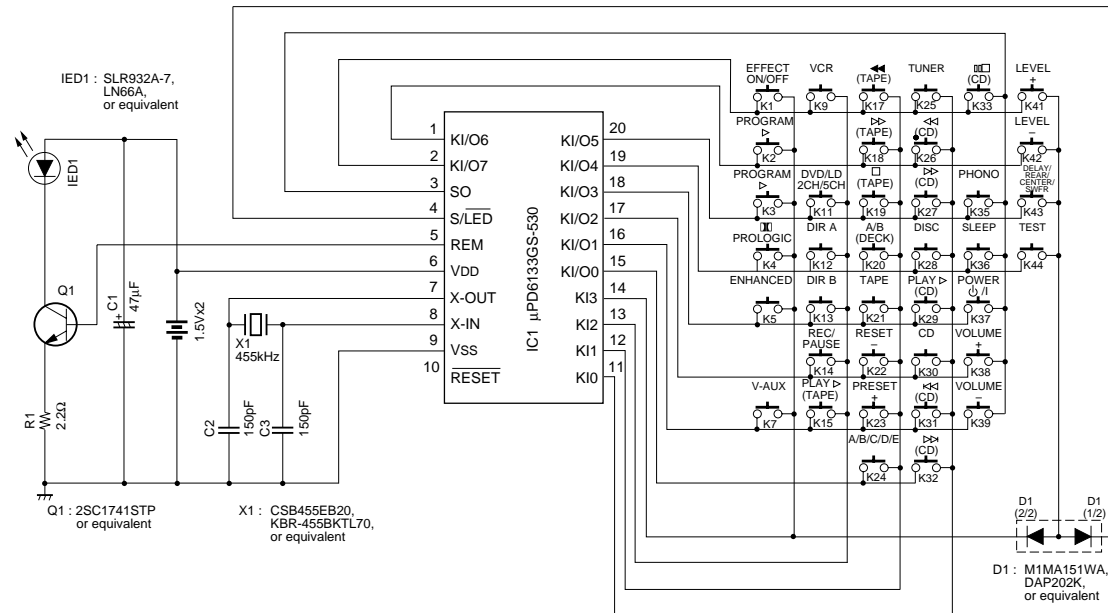 IED1 : SLR932A-7,
LN66A,
or equivalent
IED1
Q1
C1
47µF
+
1.5Vx2
R1
2.2Ω
X1
455kHz
C2
150pF
C3
150pF
Q1 : 2SC1741STP
or equivalent
X1 : CSB455EB20,
KBR-455BKTL70,
or equivalent
IC1 µPD6133GS-530
1 KI/O6
2 KI/O7
3 SO
4 S/LED
5 REM
6 VDD
7 X-OUT
8 X-IN
9 VSS
10 RESET
20 KI/O5
19 KI/O4
18 KI/O3
17 KI/O2
16 KI/O1
15 KI/O0
14 KI3
13 KI2
12 KI1
11 KI0
EFFECT ON/OFF K1
VCR K9
◀◀ (TAPE) K17
TUNER K25
(CD) K33
LEVEL + K41
PROGRAM ▷ K2
▷▷ (TAPE) K18
◁◁ (CD) K26
LEVEL – K42
PROGRAM ▷ K3
DVD/LD 2CH/5CH K11
□ (TAPE) K19
▷▷ (CD) K27
PHONO K35
DELAY/ REAR/ CENTER/ SWFR K43
PROLOGIC K4
DIR A K12
A/B (DECK) K20
DISC K28
SLEEP K36
TEST K44
ENHANCED K5
DIR B K13
TAPE K21
PLAY ▷ (CD) K29
POWER ⏻ /I K37
REC/ PAUSE K14
RESET – K22
CD K30
VOLUME + K38
V-AUX K7
PLAY ▷ (TAPE) K15
PRESET + K23
(CD) K31
VOLUME – K39
A/B/C/D/E K24
(CD) K32
D1 (2/2)
D1 (1/2)
D1 : M1MA151WA,
DAP202K,
or equivalent